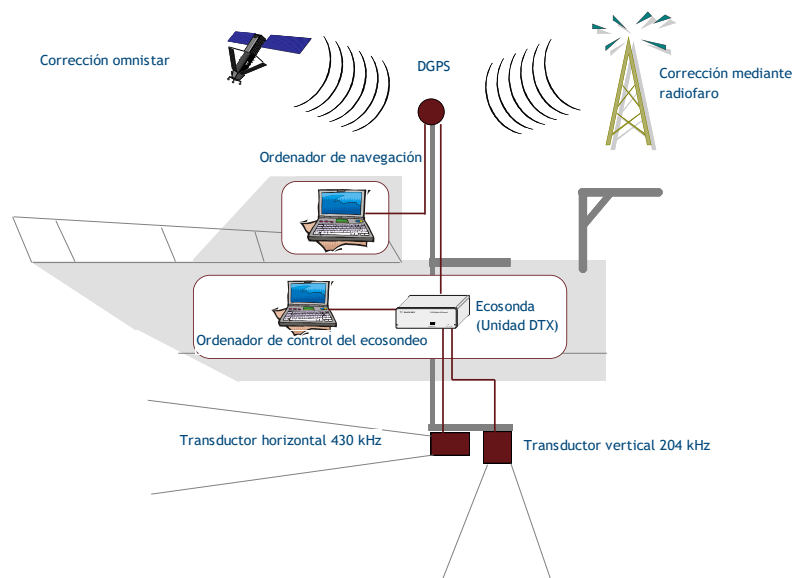 Corrección omnistar
DGPS
Corrección mediante
radiofaro
Ordenador de navegación
Ecosonda
(Unidad DTX)
Ordenador de control del ecosondeo
Transductor horizontal 430 kHz
Transductor vertical 204 kHz